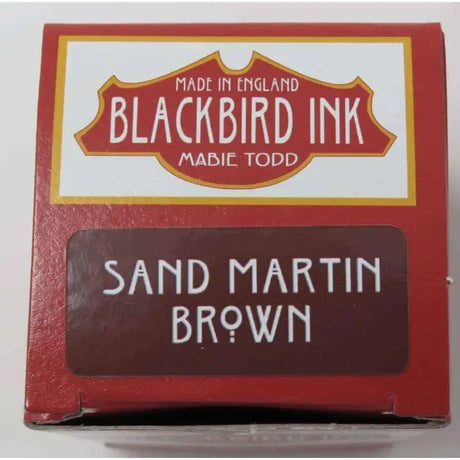 MADE IN ENGLAND
BLACKBIRD INK
MABIE TODD
SAND MARTIN
BROWN